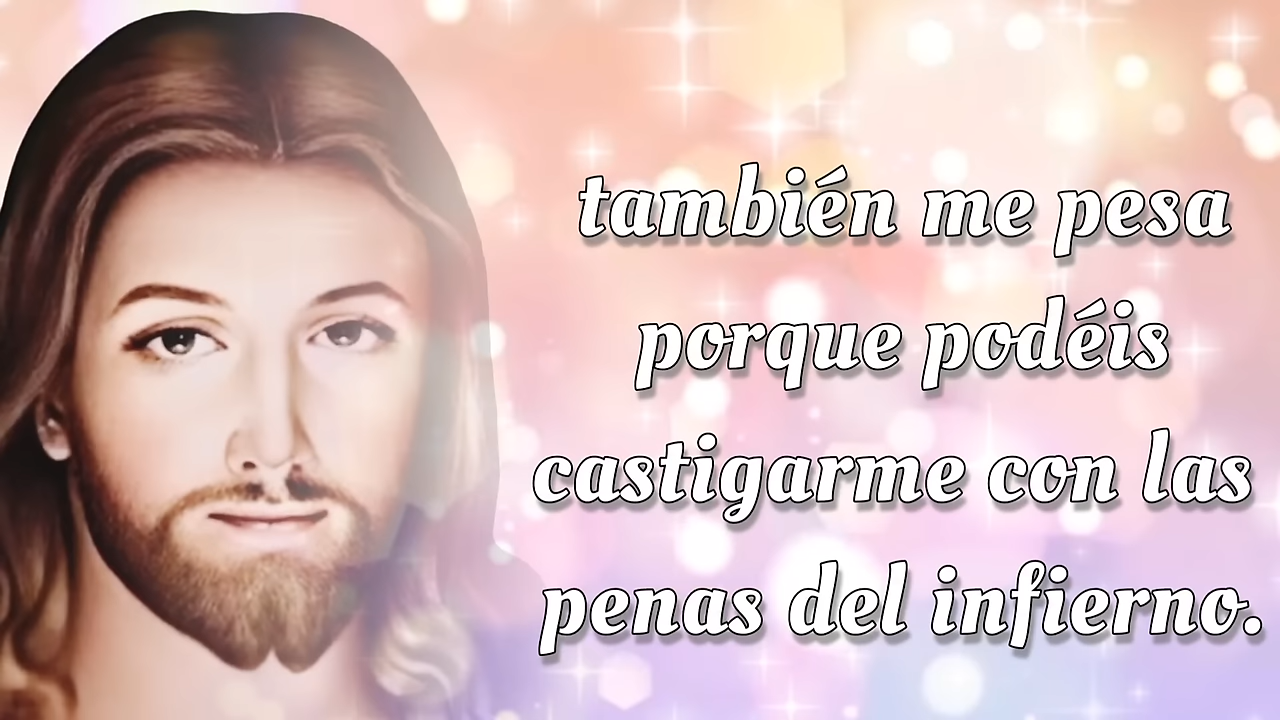 también me pesa
porque podéis
castigarme con las
penas del infierno.